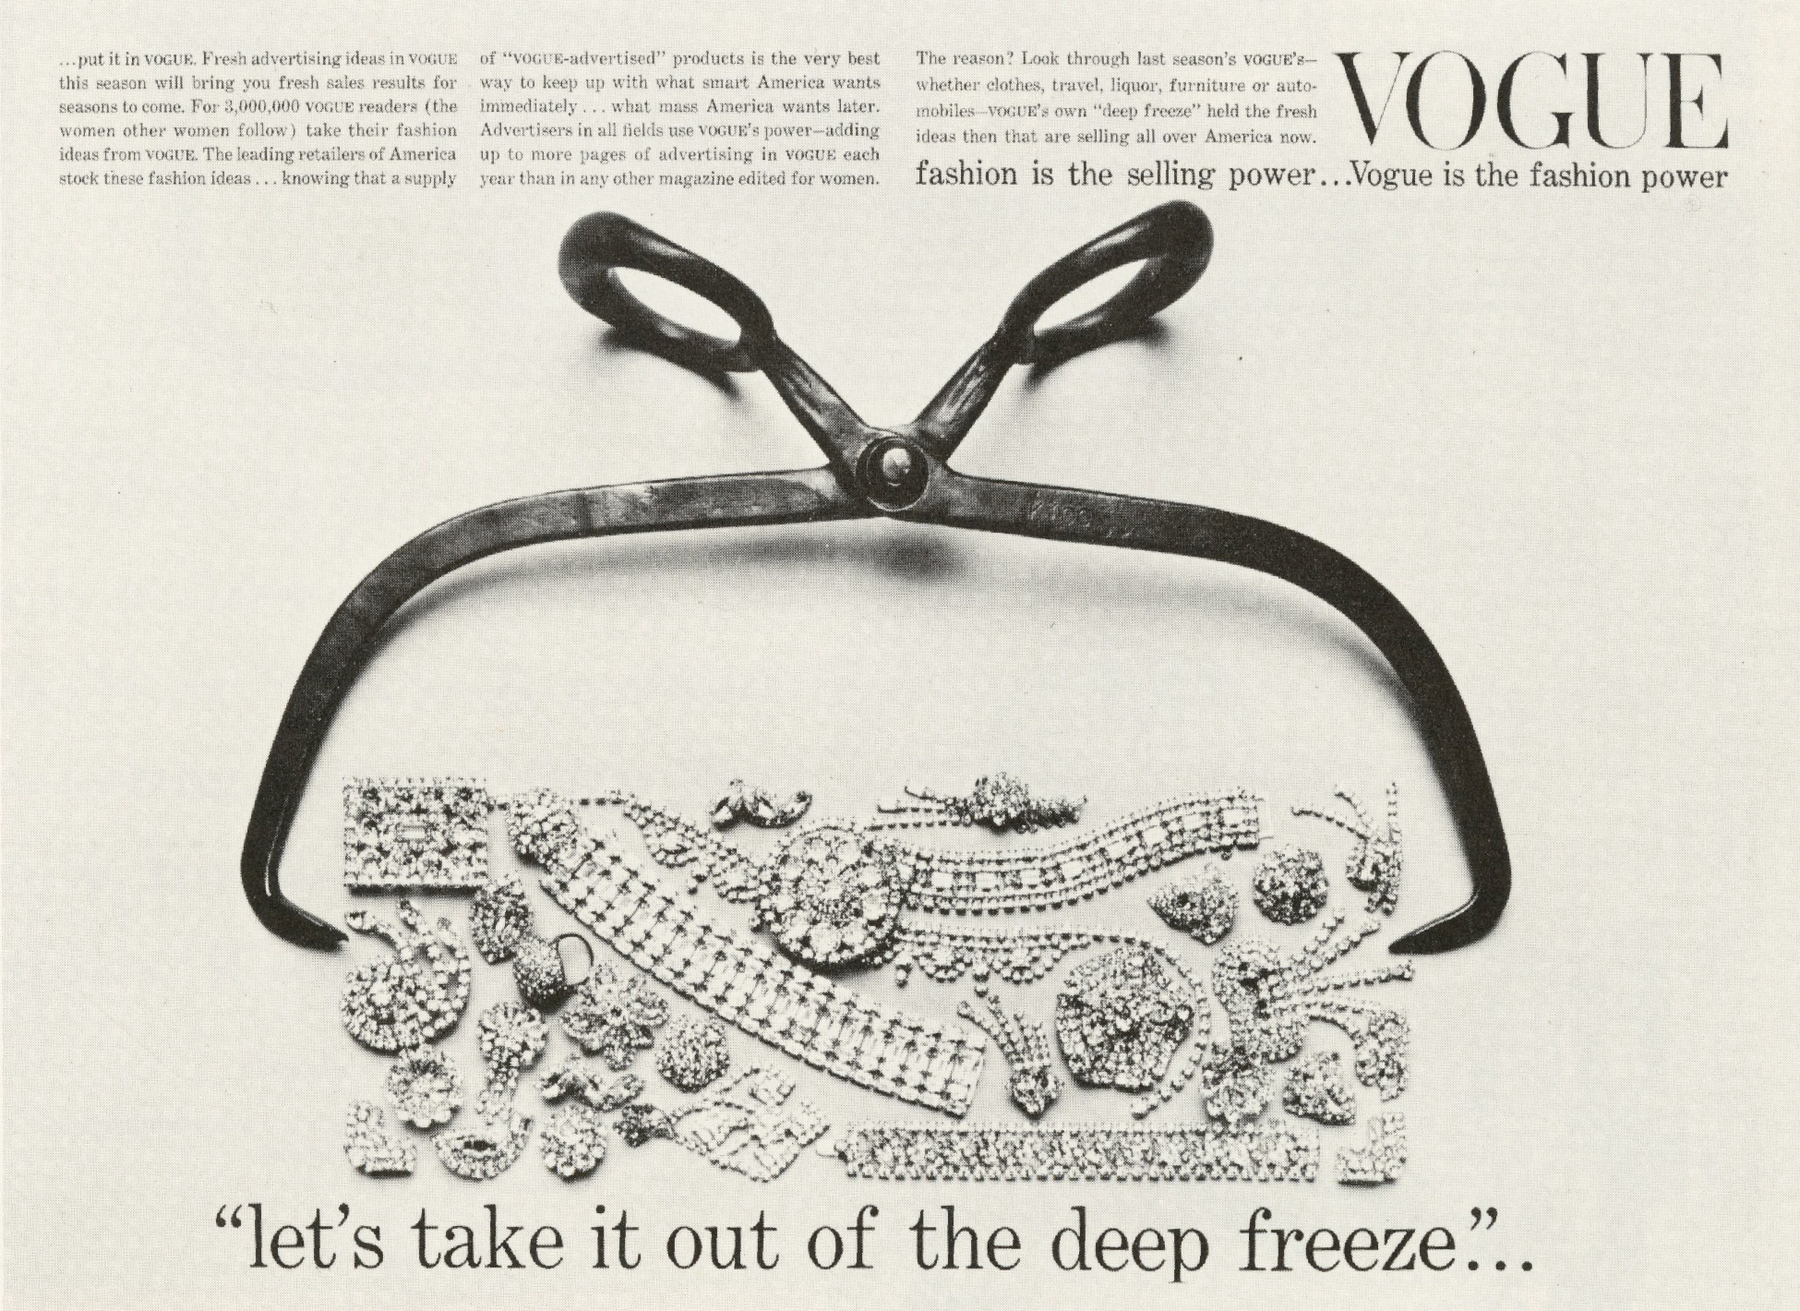 ...put it in VOGUE. Fresh advertising ideas in VOGUE
this season will bring you fresh sales results for
seasons to come. For 3,000,000 VOGUE readers (the
women other women follow) take their fashion
ideas from VOGUE. The leading retailers of America
stock these fashion ideas ... knowing that a supply
of “VOGUE-advertised” products is the very best
way to keep up with what smart America wants
immediately ... what mass America wants later.
Advertisers in all fields use VOGUE’s power—adding
up to more pages of advertising in VOGUE each
year than in any other magazine edited for women.
The reason? Look through last season’s VOGUE’s—
whether clothes, travel, liquor, furniture or auto-
mobiles—VOGUE’s own “deep freeze” held the fresh
ideas then that are selling all over America now.
VOGUE
fashion is the selling power...Vogue is the fashion power
“let’s take it out of the deep freeze.”...